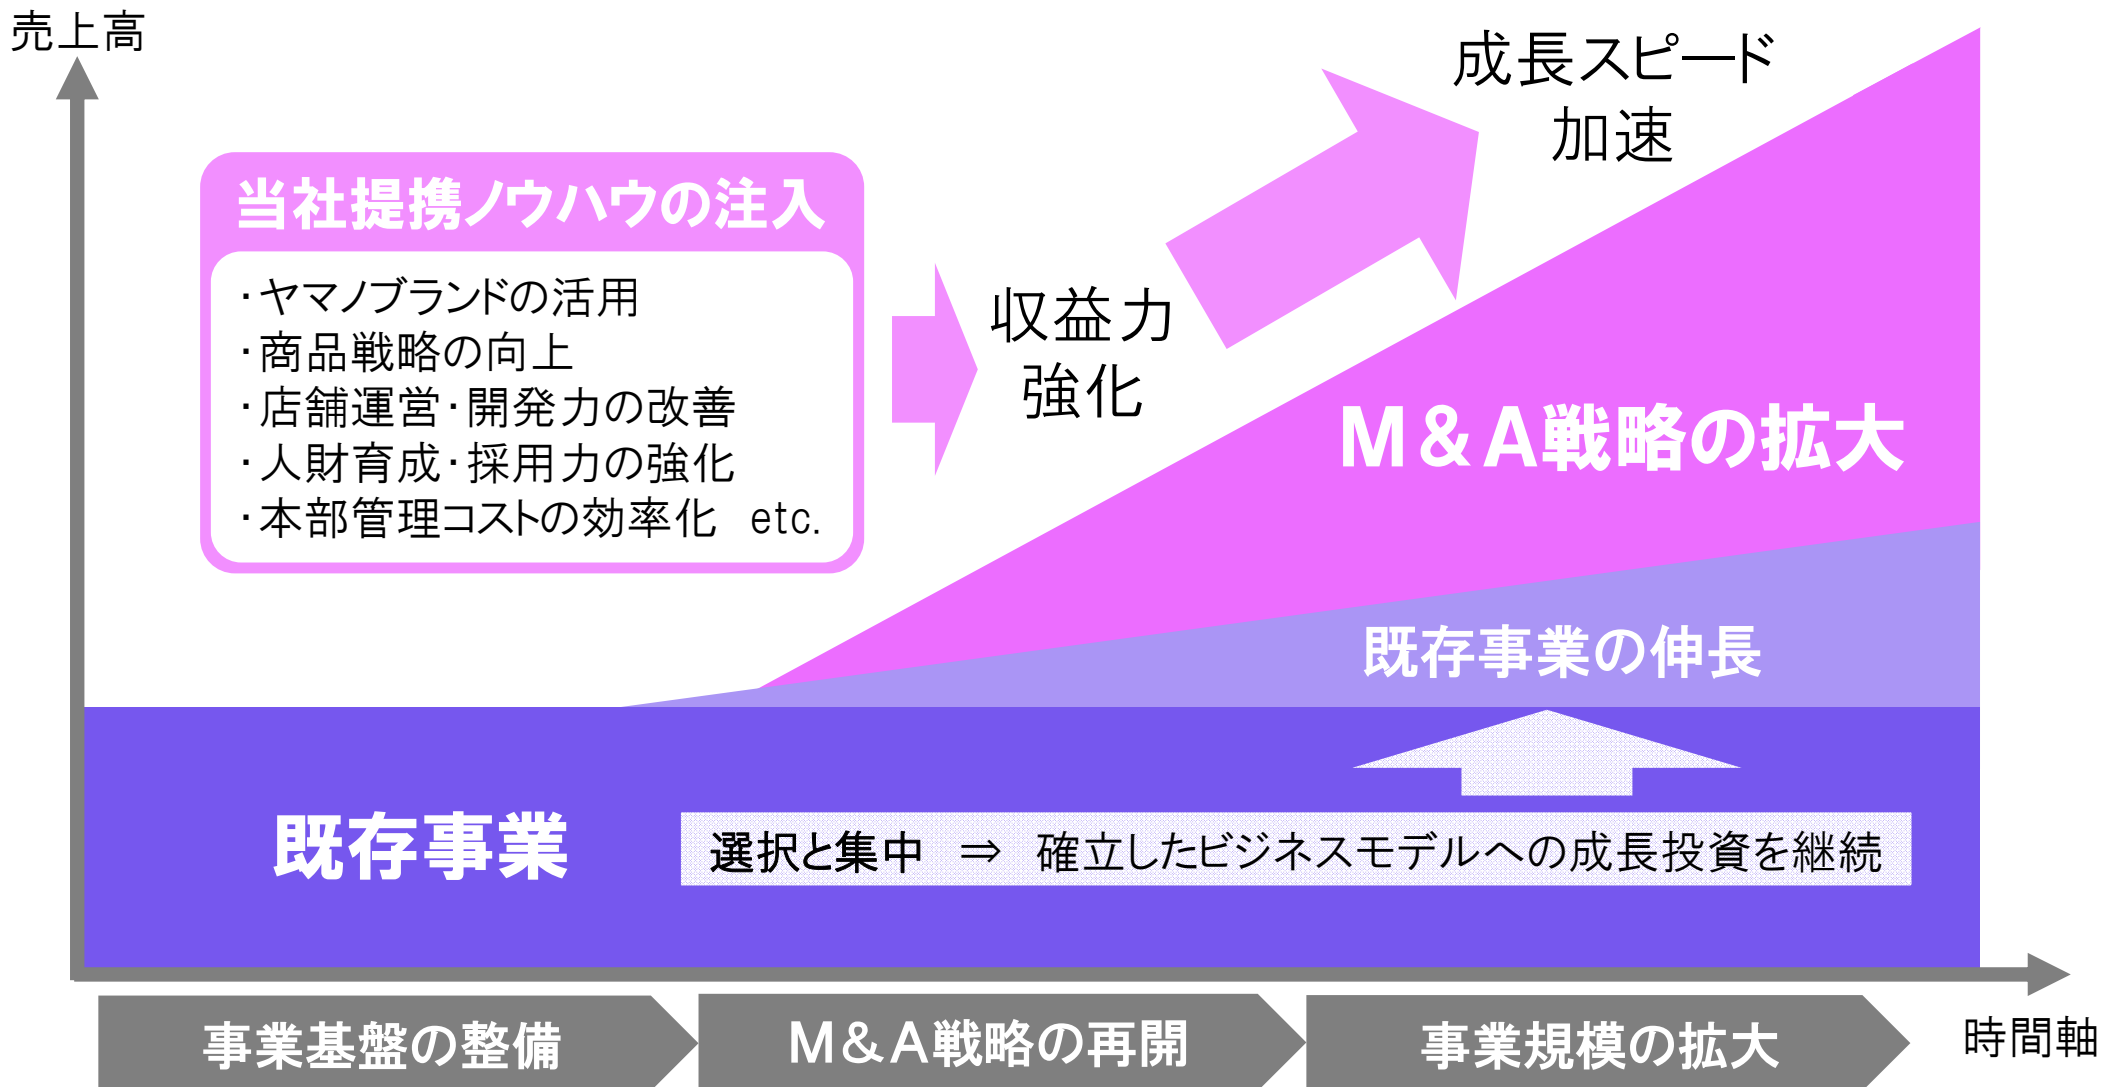 売上高
成長スピード
加速
当社提携ノウハウの注入
・ヤマノブランドの活用
・商品戦略の向上
・店舗運営・開発力の改善
・人財育成・採用力の強化
・本部管理コストの効率化　etc.
収益力
強化
Ｍ＆Ａ戦略の拡大
既存事業の伸長
既存事業
選択と集中　⇒　確立したビジネスモデルへの成長投資を継続
事業基盤の整備
Ｍ＆Ａ戦略の再開
事業規模の拡大
時間軸